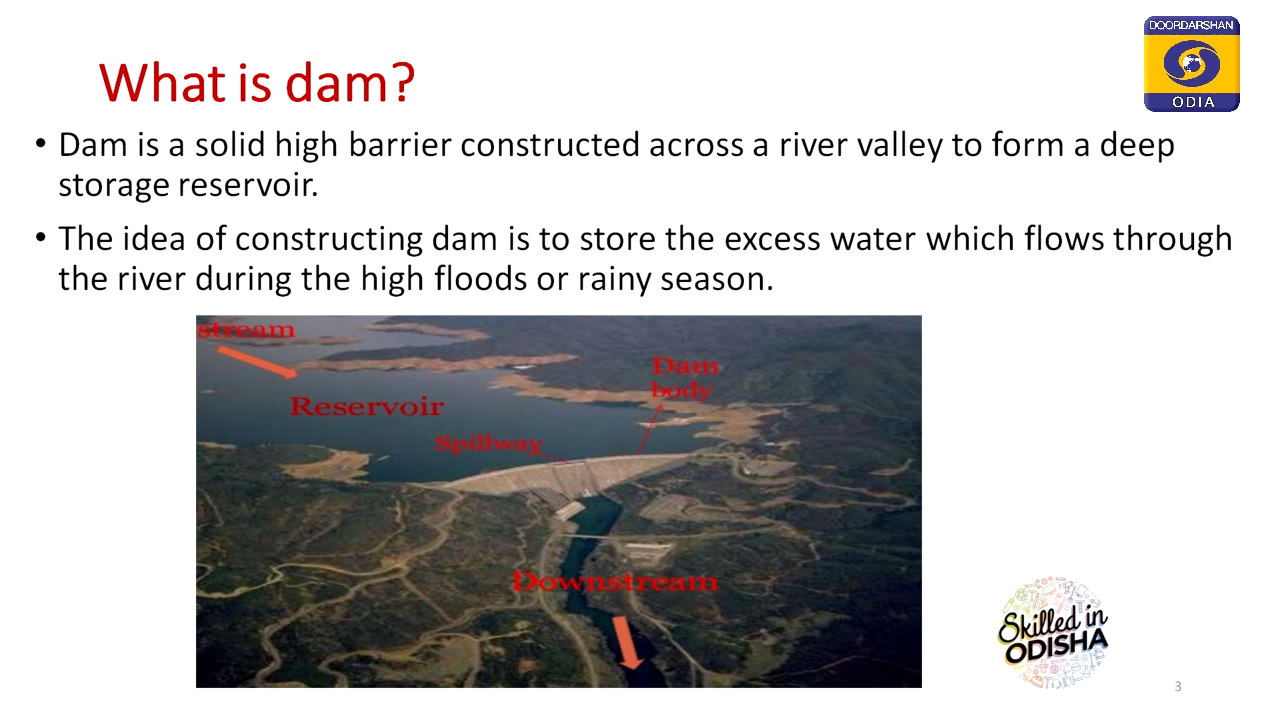 DOORDARSHAN
ODIA
What is dam?
• Dam is a solid high barrier constructed across a river valley to form a deep
storage reservoir.
• The idea of constructing dam is to store the excess water which flows through
the river during the high floods or rainy season.
stream
Dam
body
Reservoir
Spillway
Downstream
Skilled in
ODISHA
3